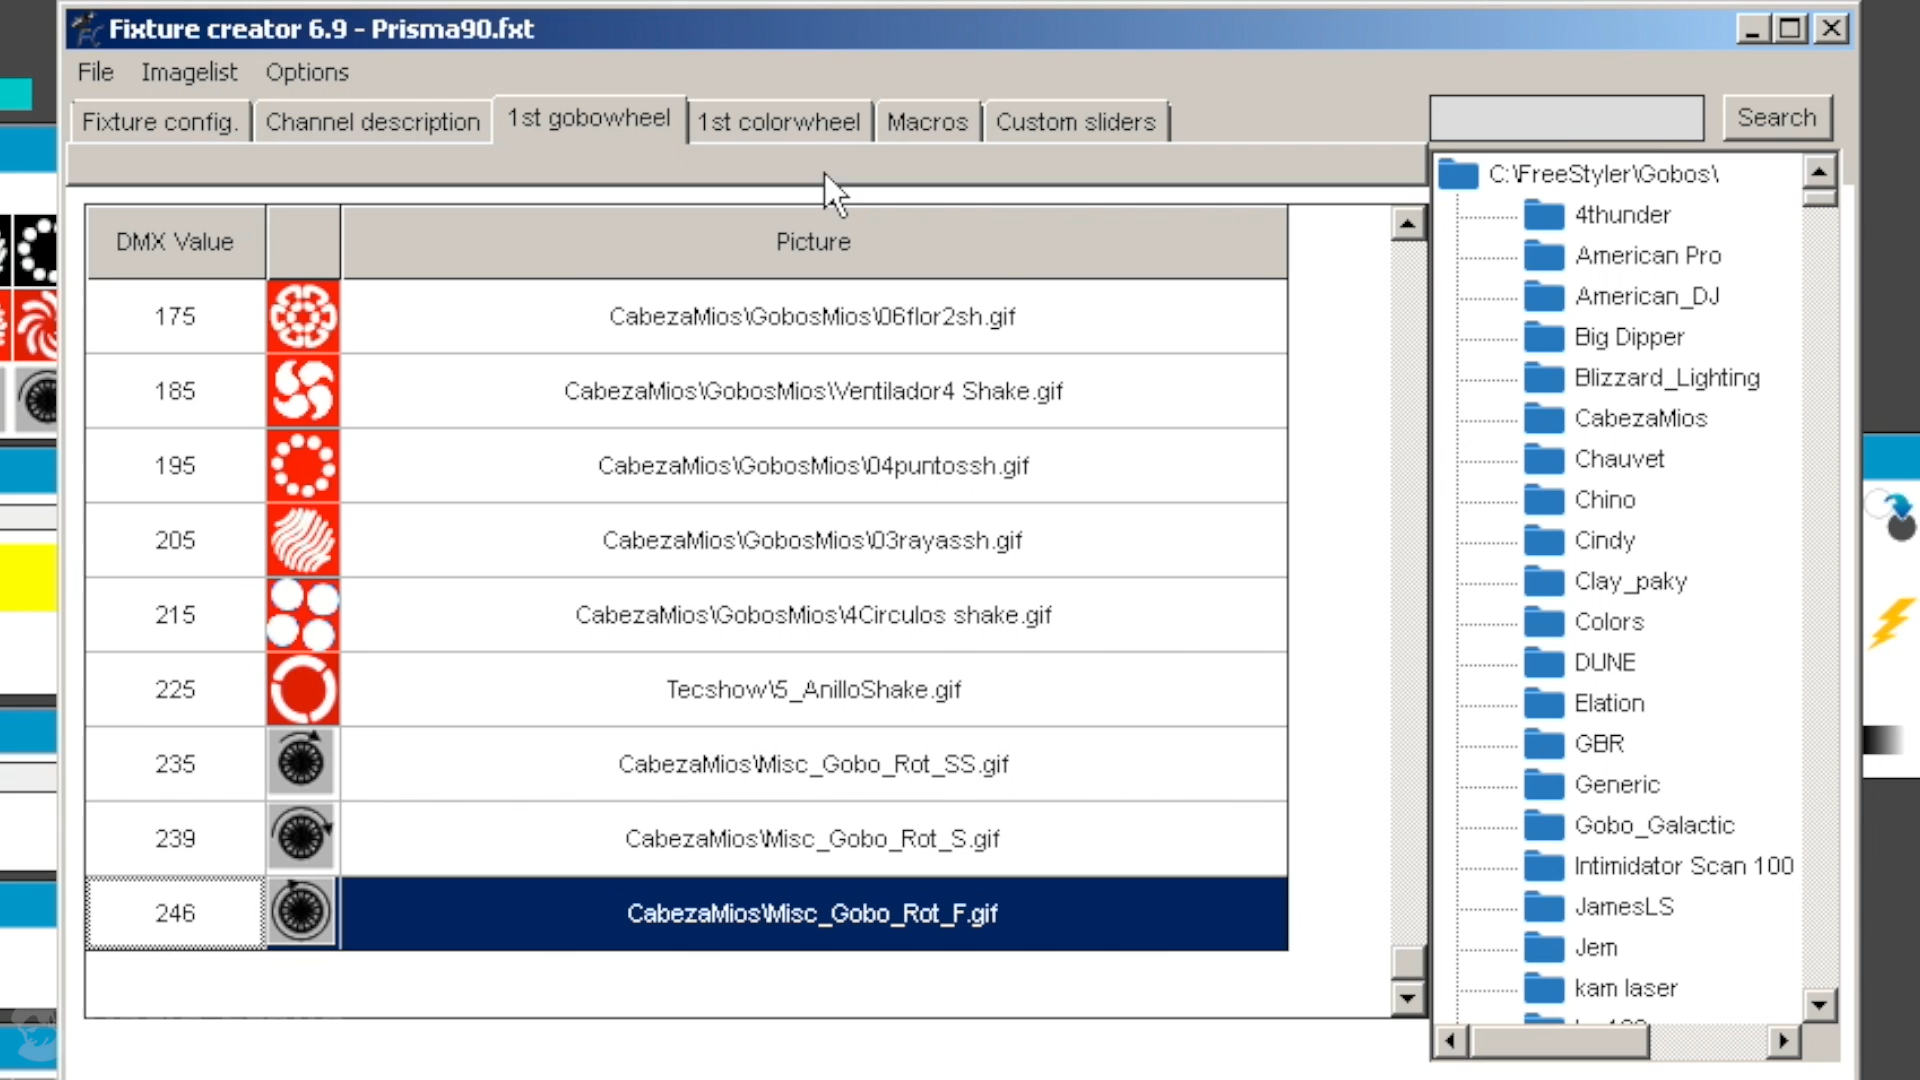 Fixture creator 6.9 - Prisma90.fxt
File Imagelist Options
Fixture config. Channel description 1st gobowheel 1st colorwheel Macros Custom sliders
Search
DMX Value Picture
175 CabezaMios\GobosMios\06flor2sh.gif
185 CabezaMios\GobosMios\Ventilador4 Shake.gif
195 CabezaMios\GobosMios\04puntossh.gif
205 CabezaMios\GobosMios\03rayassh.gif
215 CabezaMios\GobosMios\4Circulos shake.gif
225 Tecshow\5_AnilloShake.gif
235 CabezaMios\Misc_Gobo_Rot_SS.gif
239 CabezaMios\Misc_Gobo_Rot_S.gif
246 CabezaMios\Misc_Gobo_Rot_F.gif
C:\FreeStyler\Gobos\
4thunder
American Pro
American_DJ
Big Dipper
Blizzard_Lighting
CabezaMios
Chauvet
Chino
Cindy
Clay_paky
Colors
DUNE
Elation
GBR
Generic
Gobo_Galactic
Intimidator Scan 100
JamesLS
Jem
kam laser